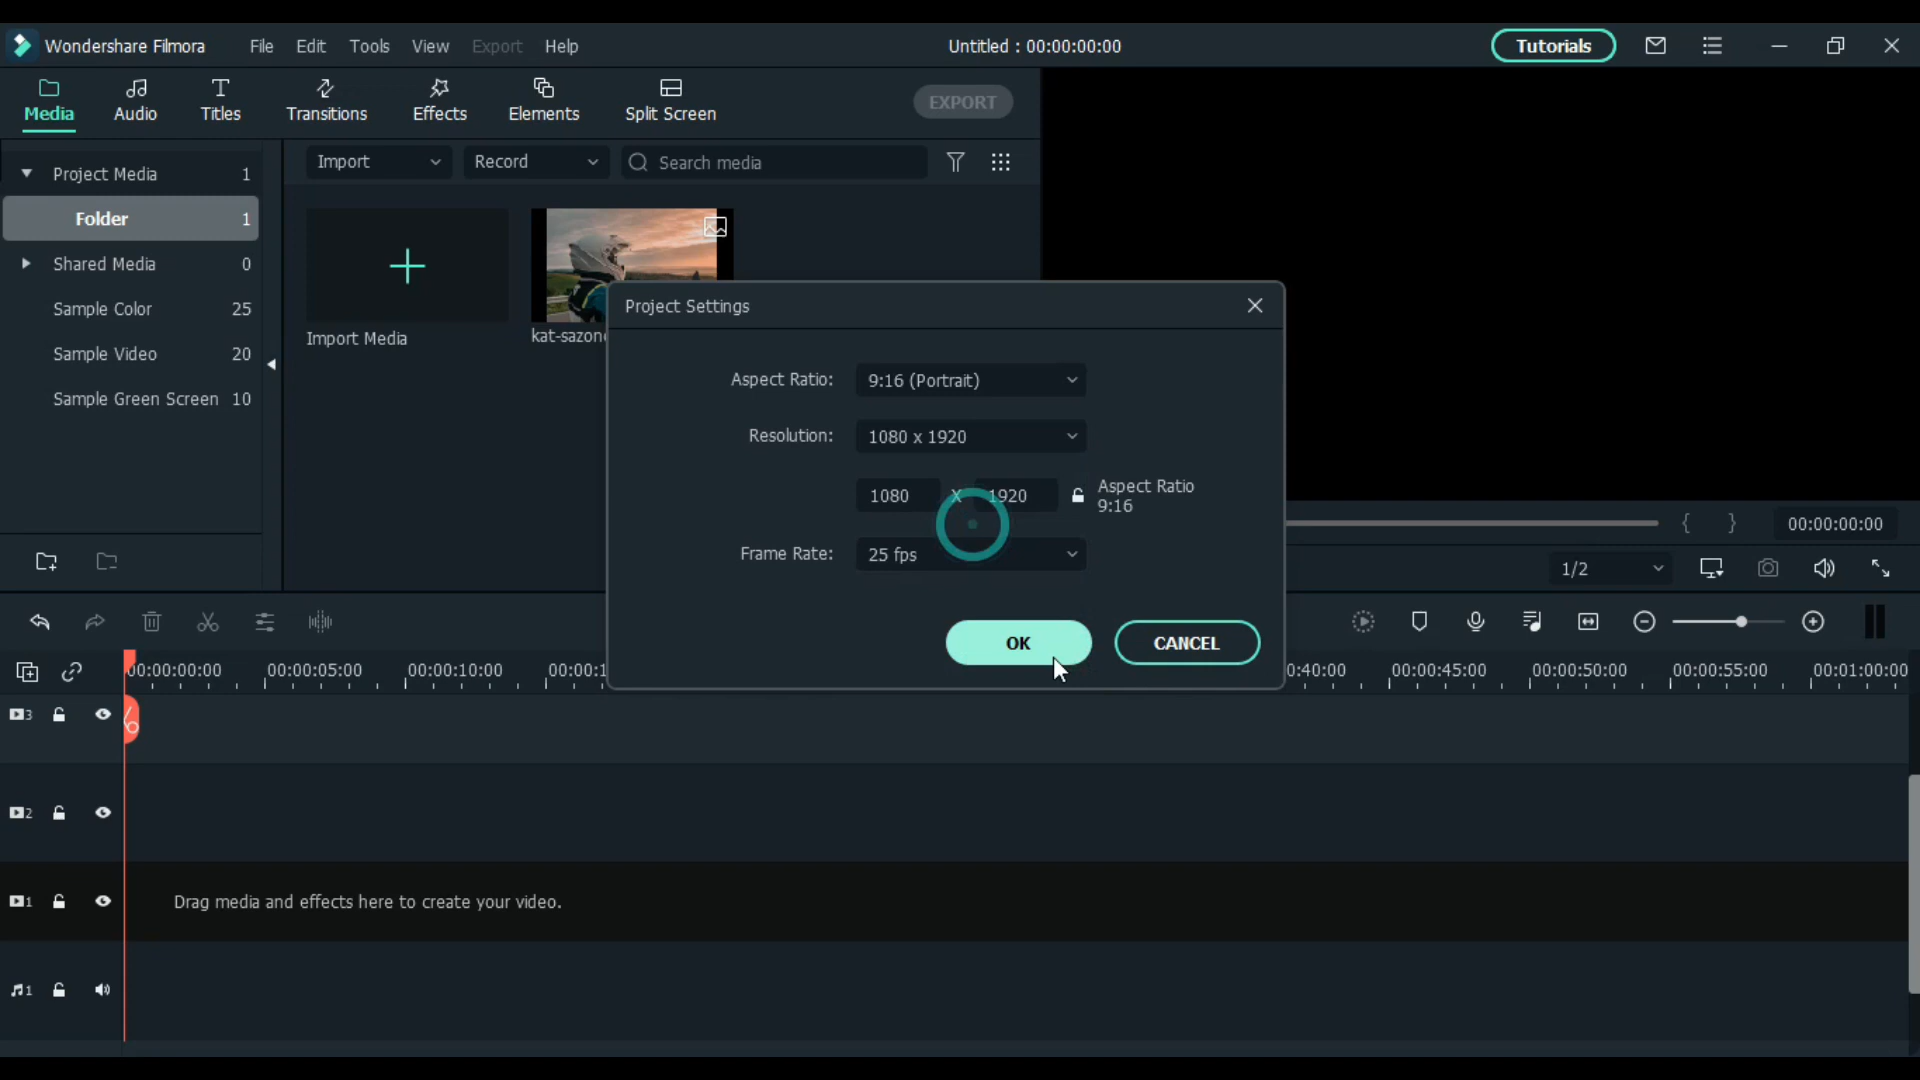 Wondershare Filmora File Edit Tools View Export Help Untitled : 00:00:00:00 Tutorials
Media Audio Titles Transitions Effects Elements Split Screen EXPORT
Import Record Search media
Project Media 1
Folder 1
Shared Media 0
Sample Color 25
Sample Video 20
Sample Green Screen 10
Import Media
kat-sazon
Project Settings
Aspect Ratio: 9:16 (Portrait)
Resolution: 1080 x 1920
1080 X 1920 Aspect Ratio
9:16
Frame Rate: 25 fps
OK CANCEL
{ } 00:00:00:00
1/2
00:00:00:00 00:00:05:00 00:00:10:00 00:00:1 :40:00 00:00:45:00 00:00:50:00 00:00:55:00 00:01:00:00
3
2
1 Drag media and effects here to create your video.
1